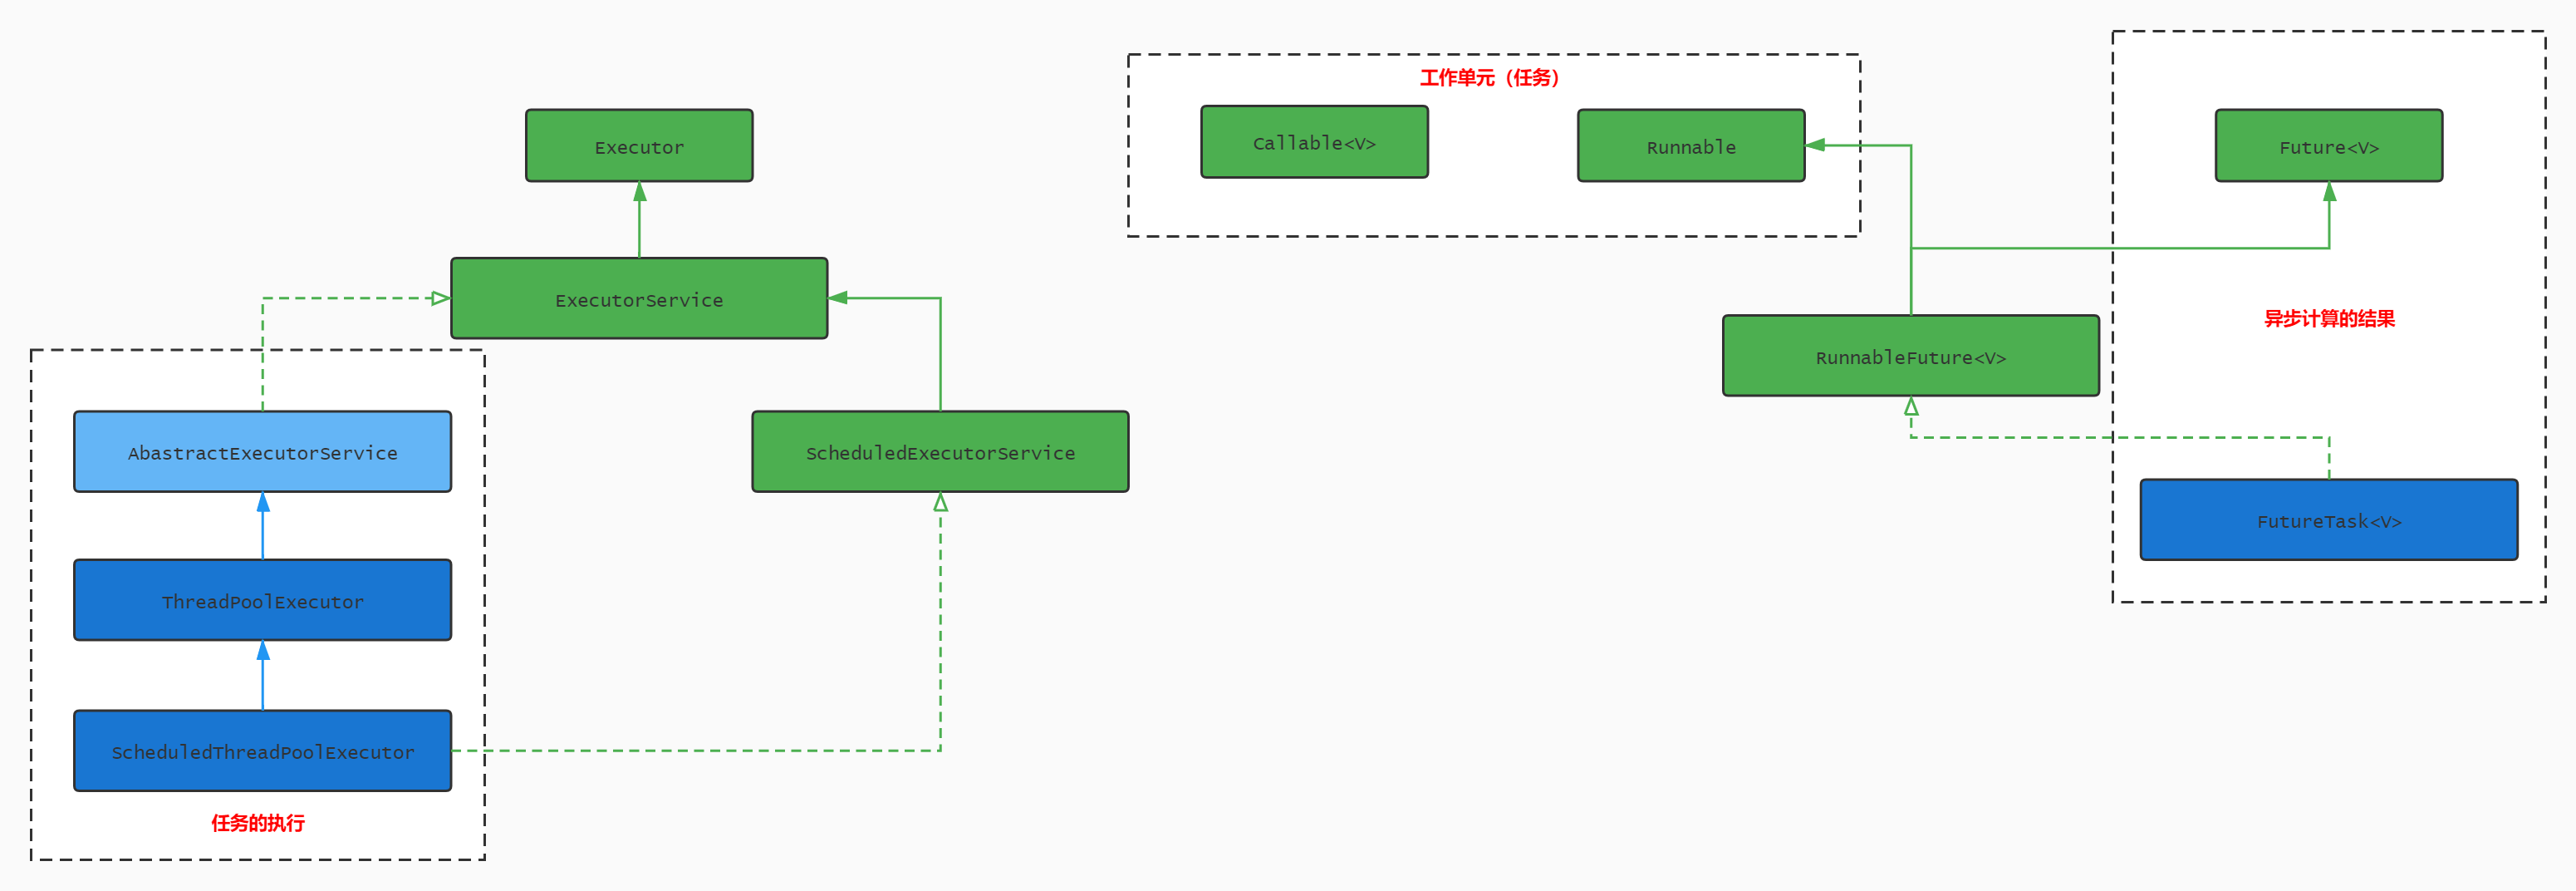 Executor
ExecutorService
AbastractExecutorService
ScheduledExecutorService
ThreadPoolExecutor
ScheduledThreadPoolExecutor
任务的执行
工作单元（任务）
Callable<V>
Runnable
RunnableFuture<V>
Future<V>
异步计算的结果
FutureTask<V>